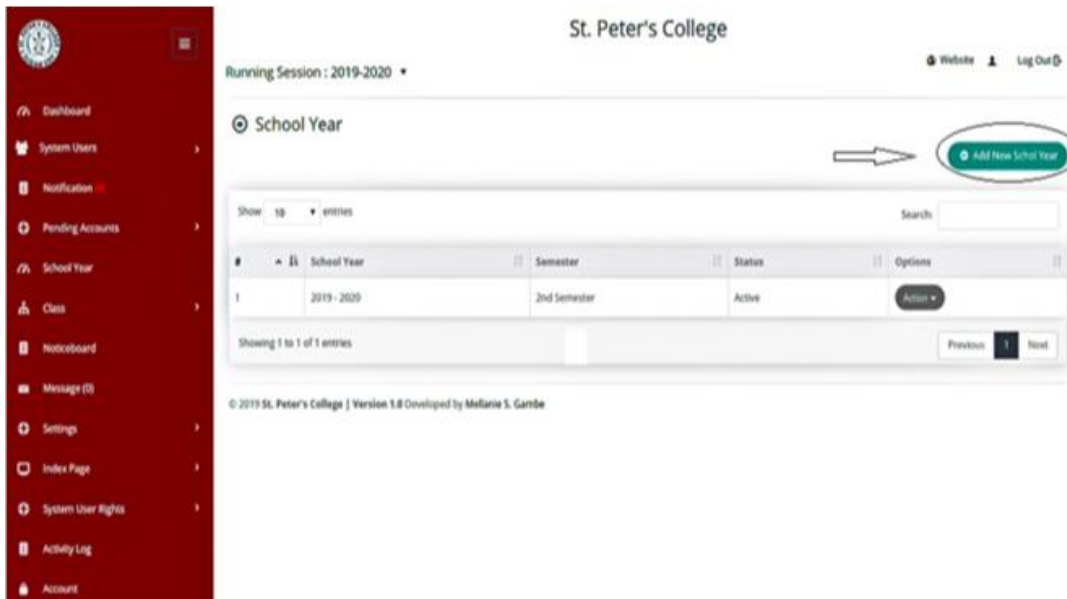 St. Peter's College
Website Log Out
Running Session : 2019-2020
Dashboard
System Users
Notification
Pending Accounts
School Year
Class
Noticeboard
Message (0)
Settings
Index Page
System User Rights
Activity Log
Account
School Year
Add New Schol Year
Show 10 entries
Search:
# School Year Semester Status Options
1 2019 - 2020 2nd Semester Active Action
Showing 1 to 1 of 1 entries
Previous 1 Next
© 2019 St. Peter's College | Version 1.0 Developed by Mellanie S. Gambe